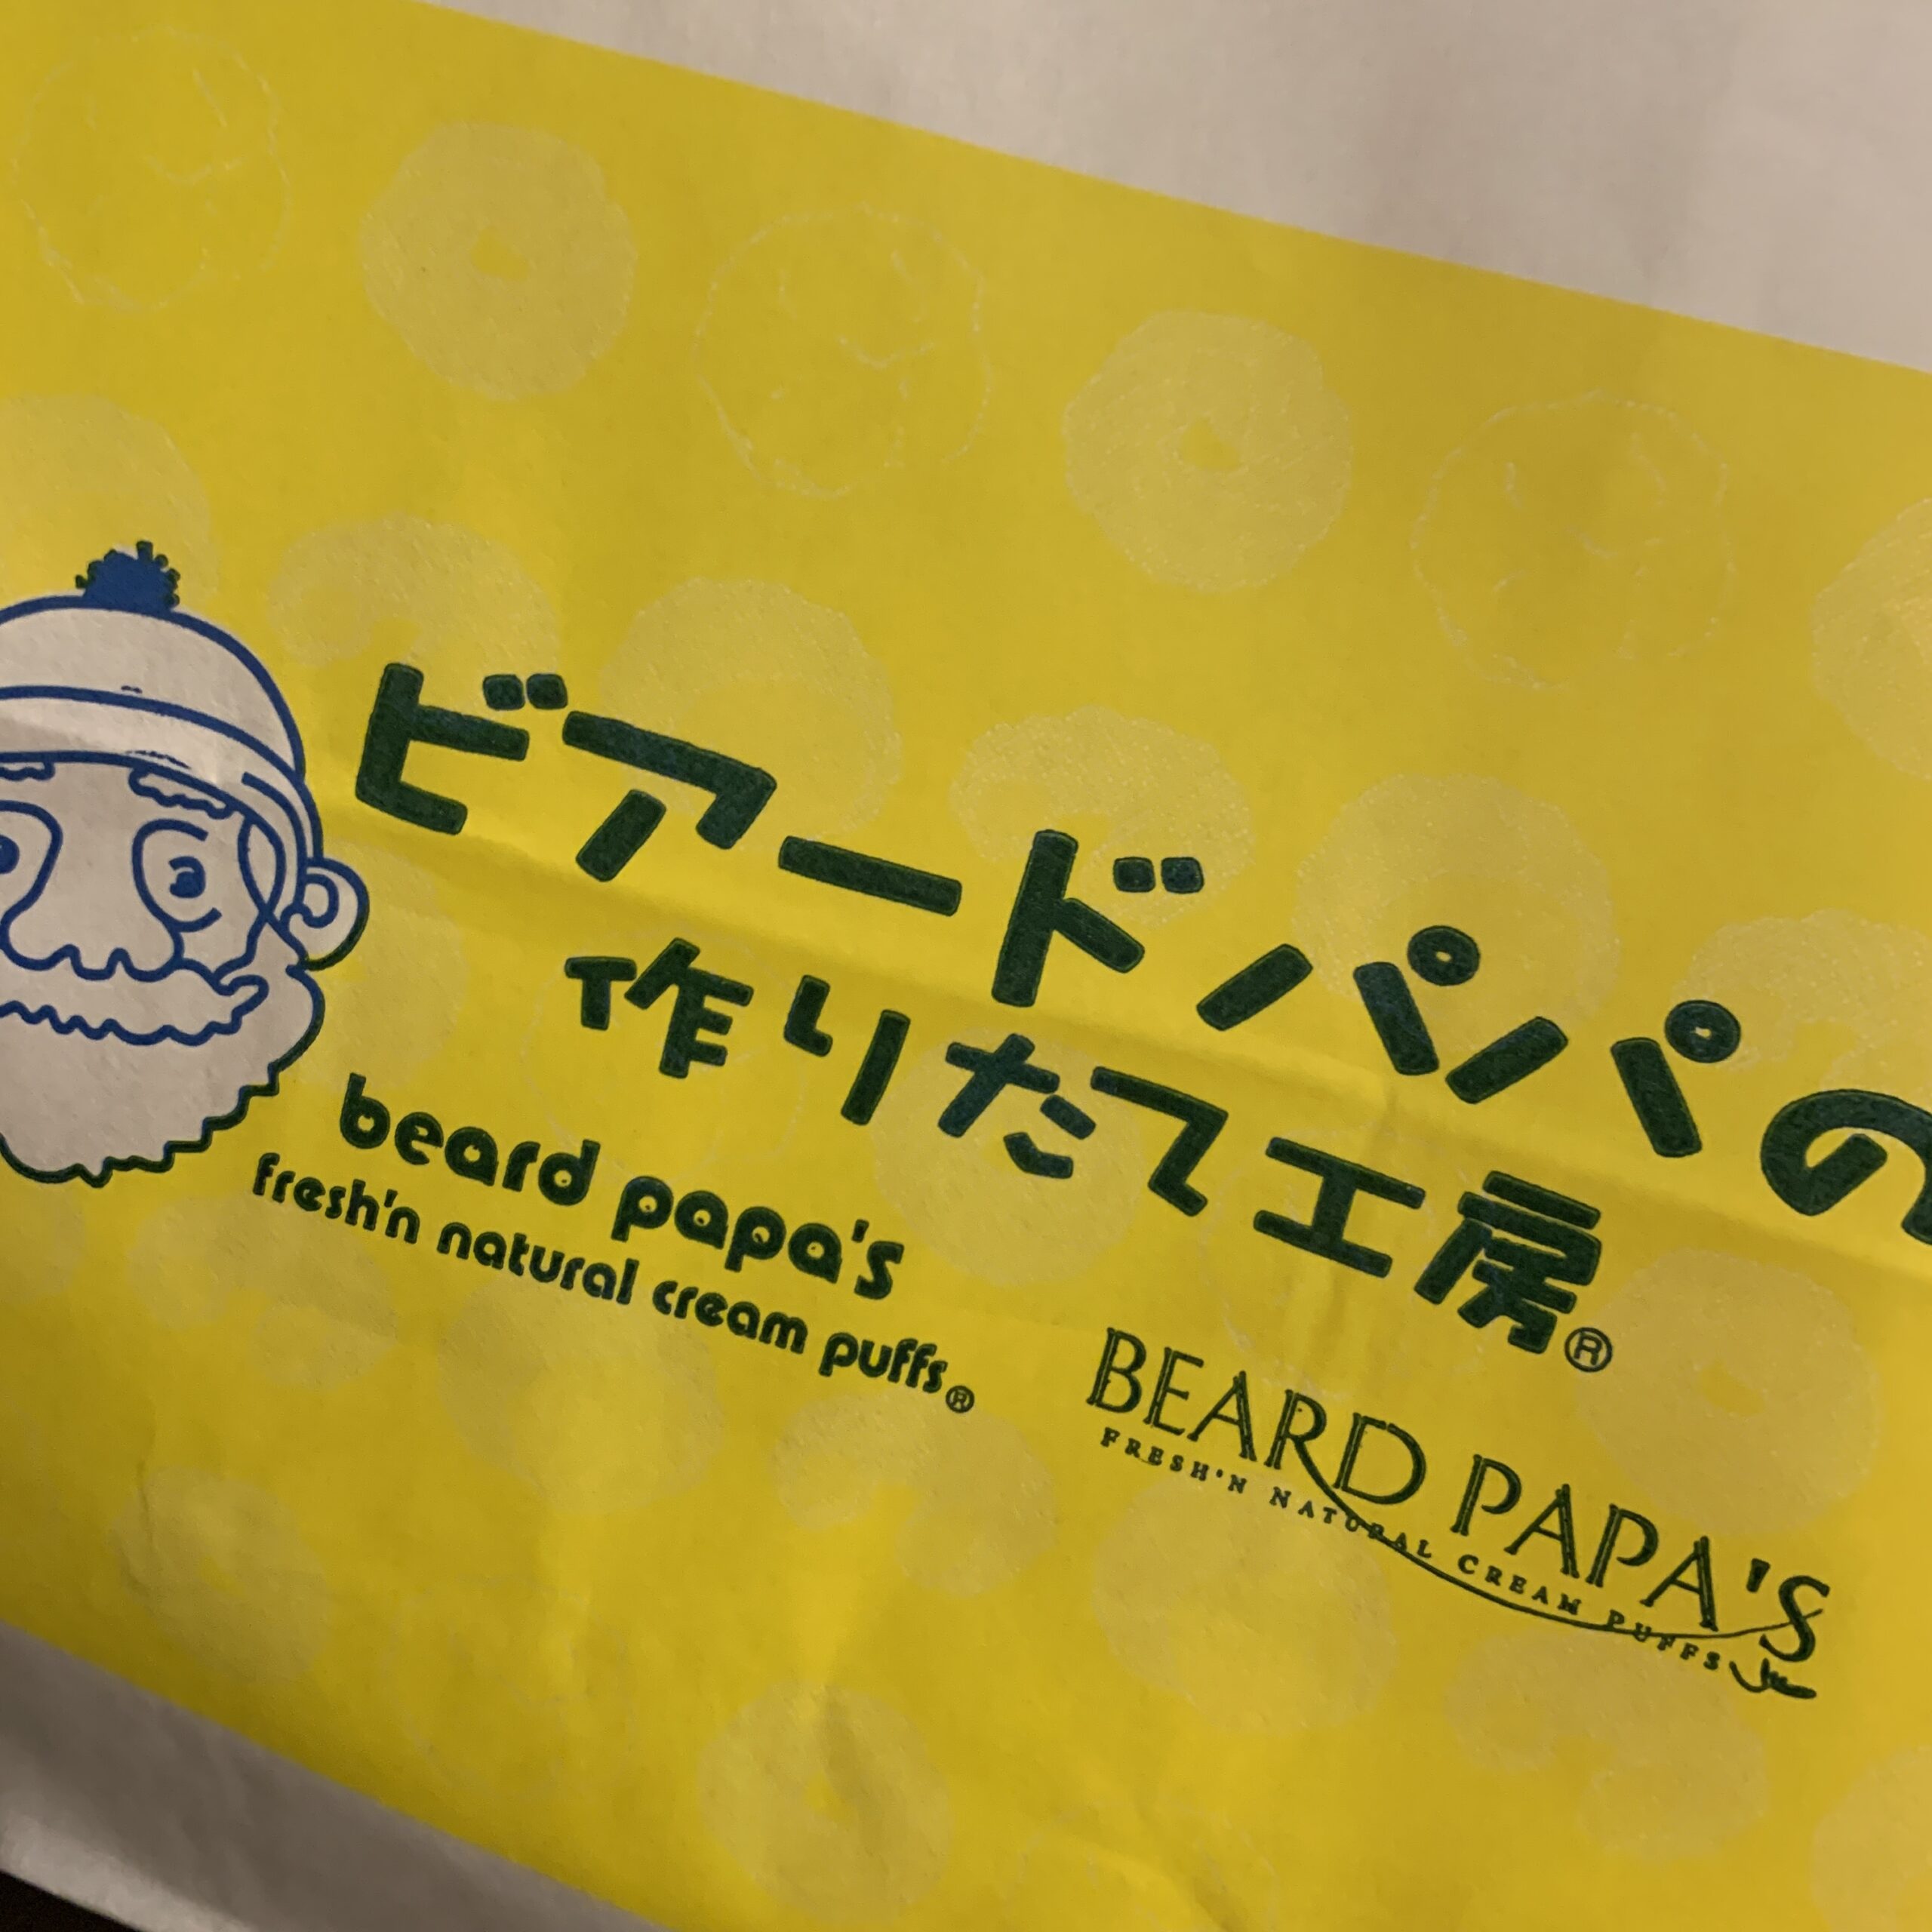 ビアードパパの
作りたて工房®
beard papa's
fresh'n natural cream puffs®
BEARD PAPA'S
FRESH'N NATURAL CREAM PUFFS